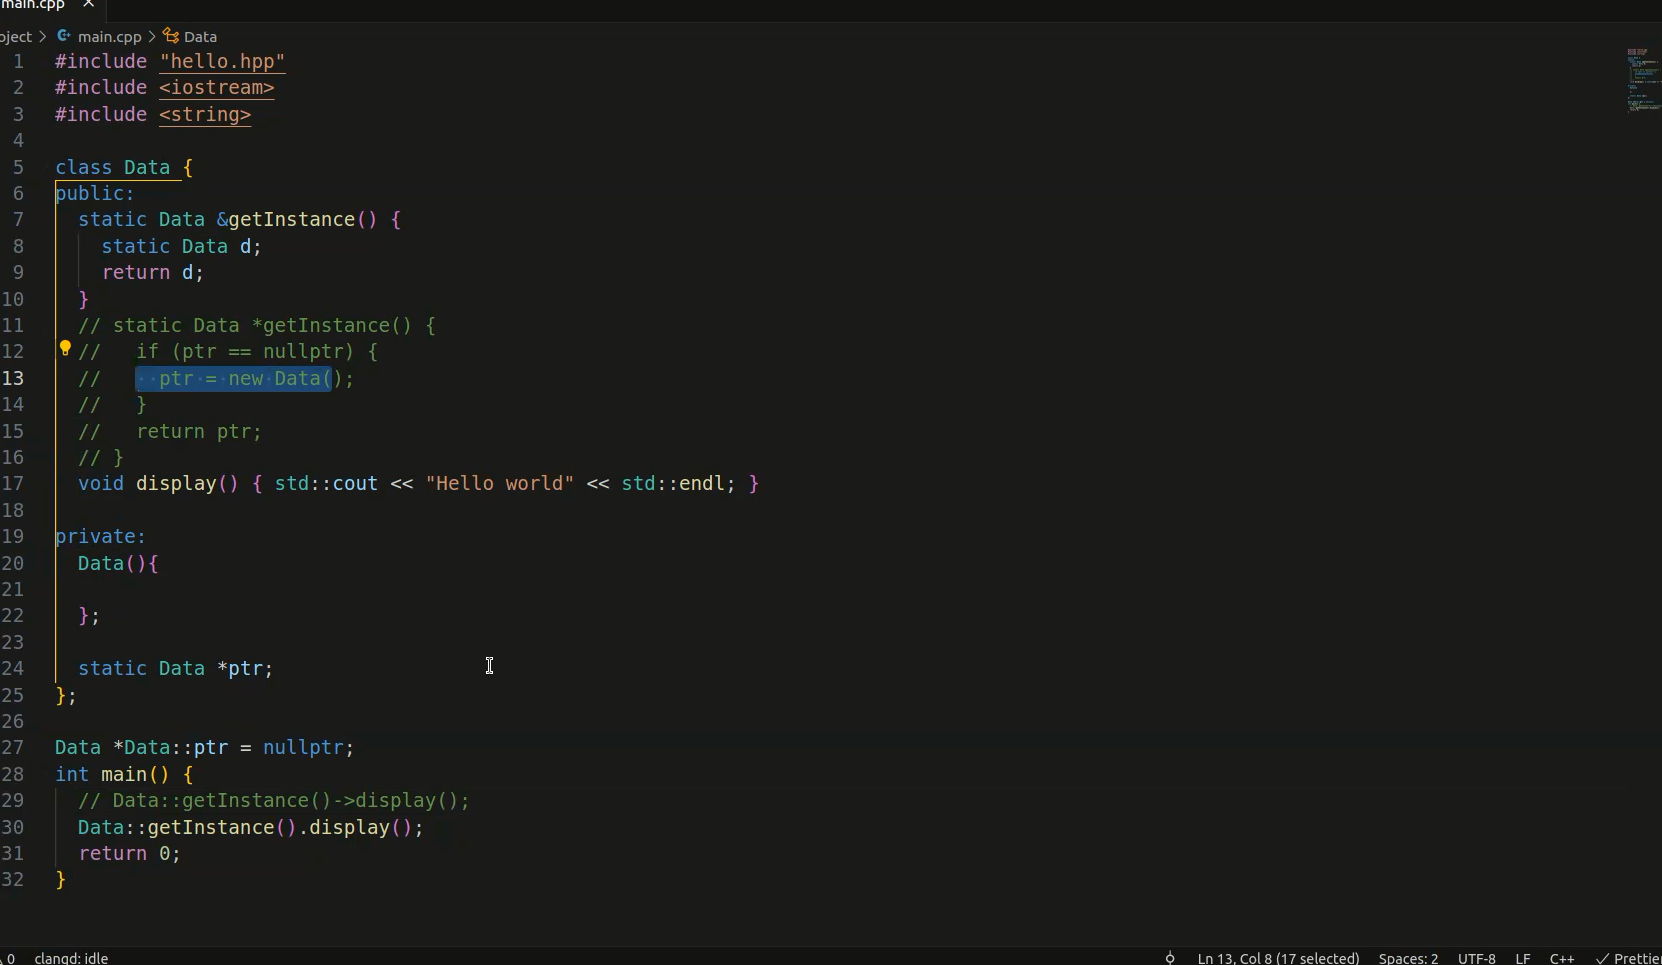 main.cpp ×
oject > main.cpp > Data
1 #include "hello.hpp"
2 #include <iostream>
3 #include <string>
4
5 class Data {
6 public:
7   static Data &getInstance() {
8     static Data d;
9     return d;
10   }
11   // static Data *getInstance() {
12   //   if (ptr == nullptr) {
13   //     ptr = new Data();
14   //   }
15   //   return ptr;
16   // }
17   void display() { std::cout << "Hello world" << std::endl; }
18
19 private:
20   Data(){
21
22   };
23
24   static Data *ptr;
25 };
26
27 Data *Data::ptr = nullptr;
28 int main() {
29   // Data::getInstance()->display();
30   Data::getInstance().display();
31   return 0;
32 }
0 clangd: idle Ln 13, Col 8 (17 selected) Spaces: 2 UTF-8 LF C++ ✓ Prettier